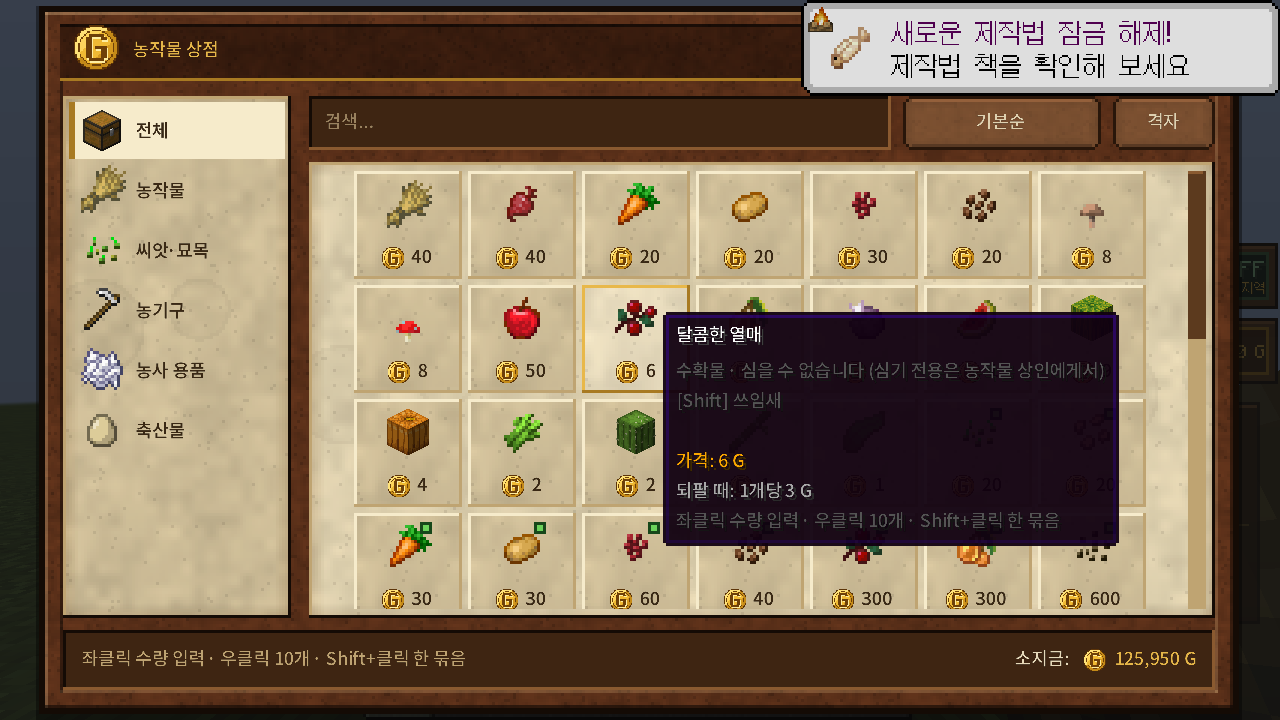 농작물 상점
새로운 제작법 잠금 해제!
제작법 책을 확인해 보세요
전체
농작물
씨앗·묘목
농기구
농사 용품
축산물
검색...
기본순
격자
40
40
20
20
30
20
8
8
50
6
달콤한 열매
수확물 · 심을 수 없습니다 (심기 전용은 농작물 상인에게서)
[Shift] 쓰임새
가격: 6 G
되팔 때: 1개당 3 G
좌클릭 수량 입력 · 우클릭 10개 · Shift+클릭 한 묶음
4
2
2
1
20
20
30
30
60
40
300
300
600
좌클릭 수량 입력 · 우클릭 10개 · Shift+클릭 한 묶음
소지금: 125,950 G
FF
지역
G